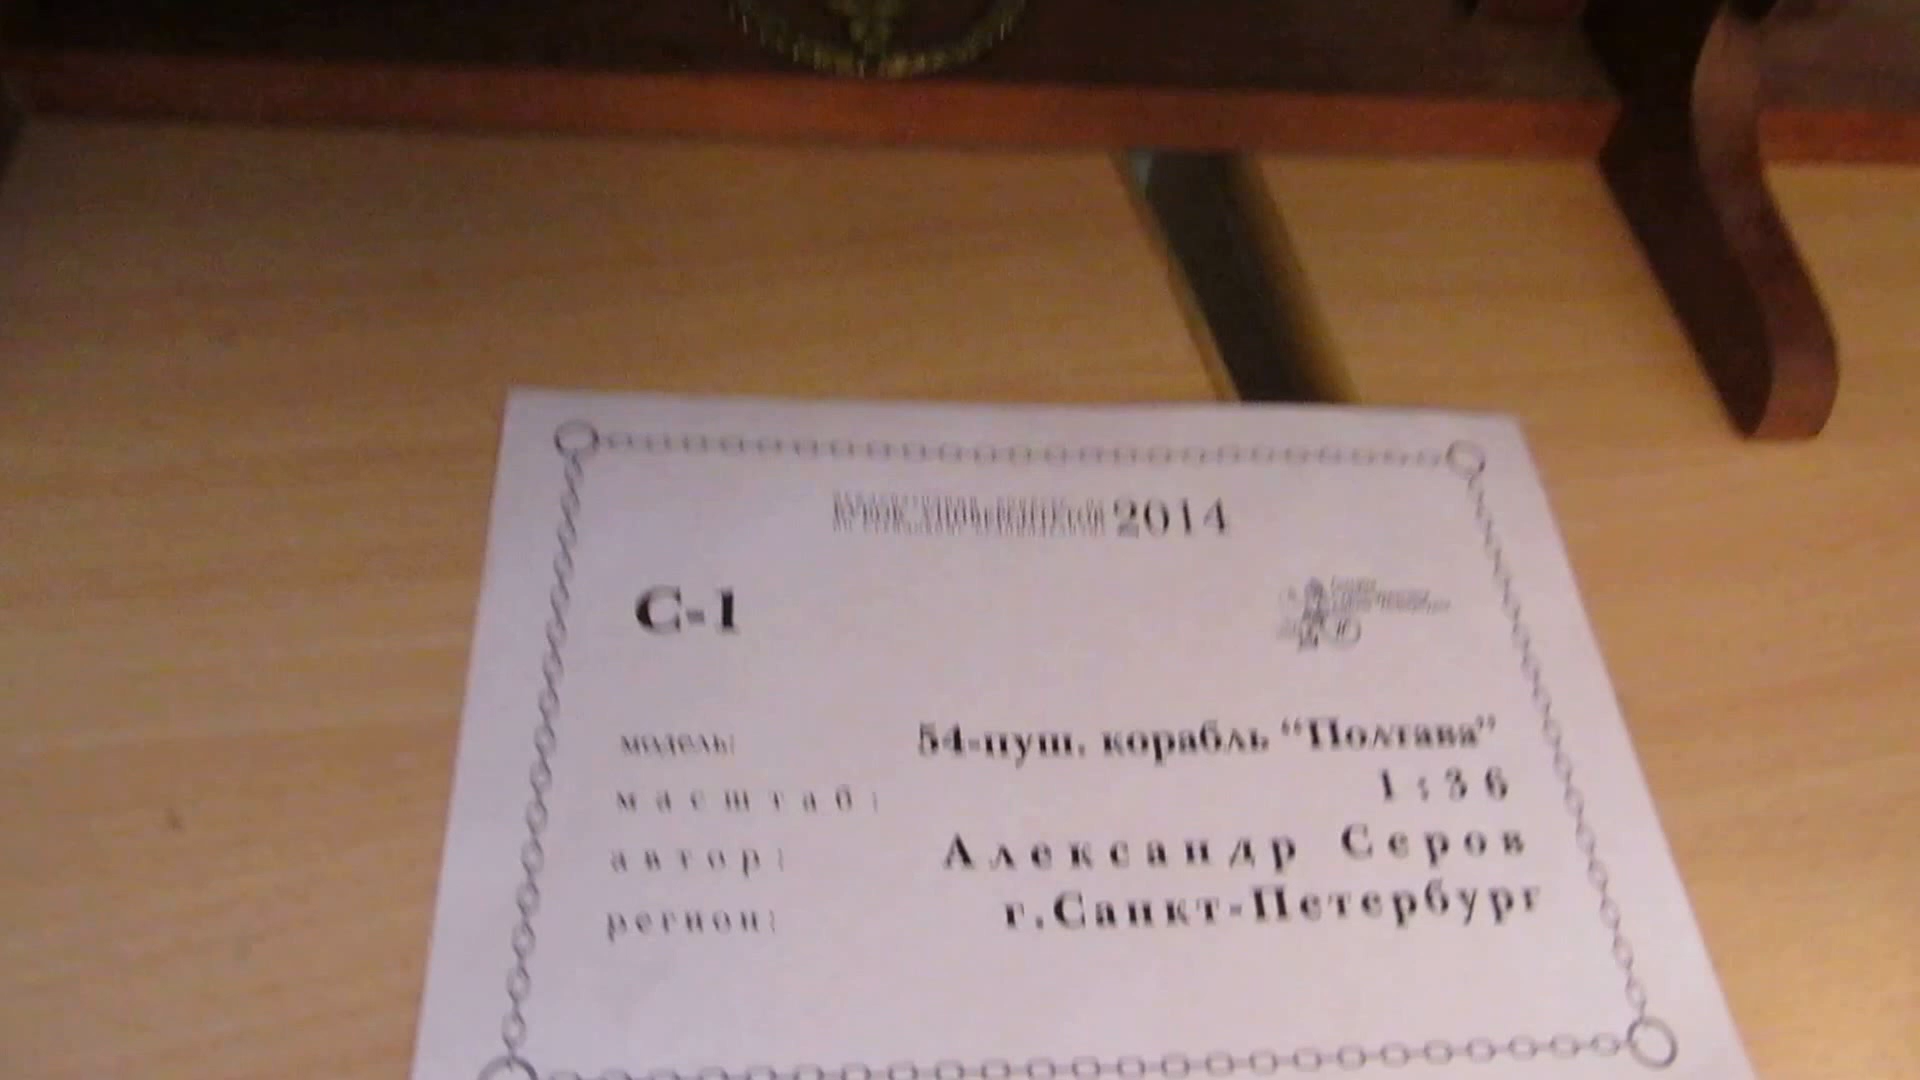 2014
С-1
модель: 54-пуш. корабль “Полтава”
масштаб: 1:36
автор: Александр Серов
регион: г.Санкт-Петербург